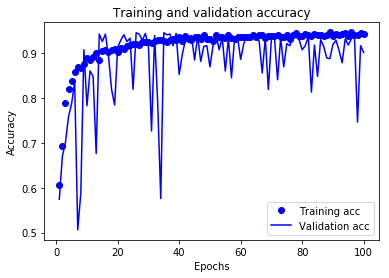 Training and validation accuracy
Accuracy
0.9
0.8
0.7
0.6
0.5
Training acc
Validation acc
0 20 40 60 80 100
Epochs